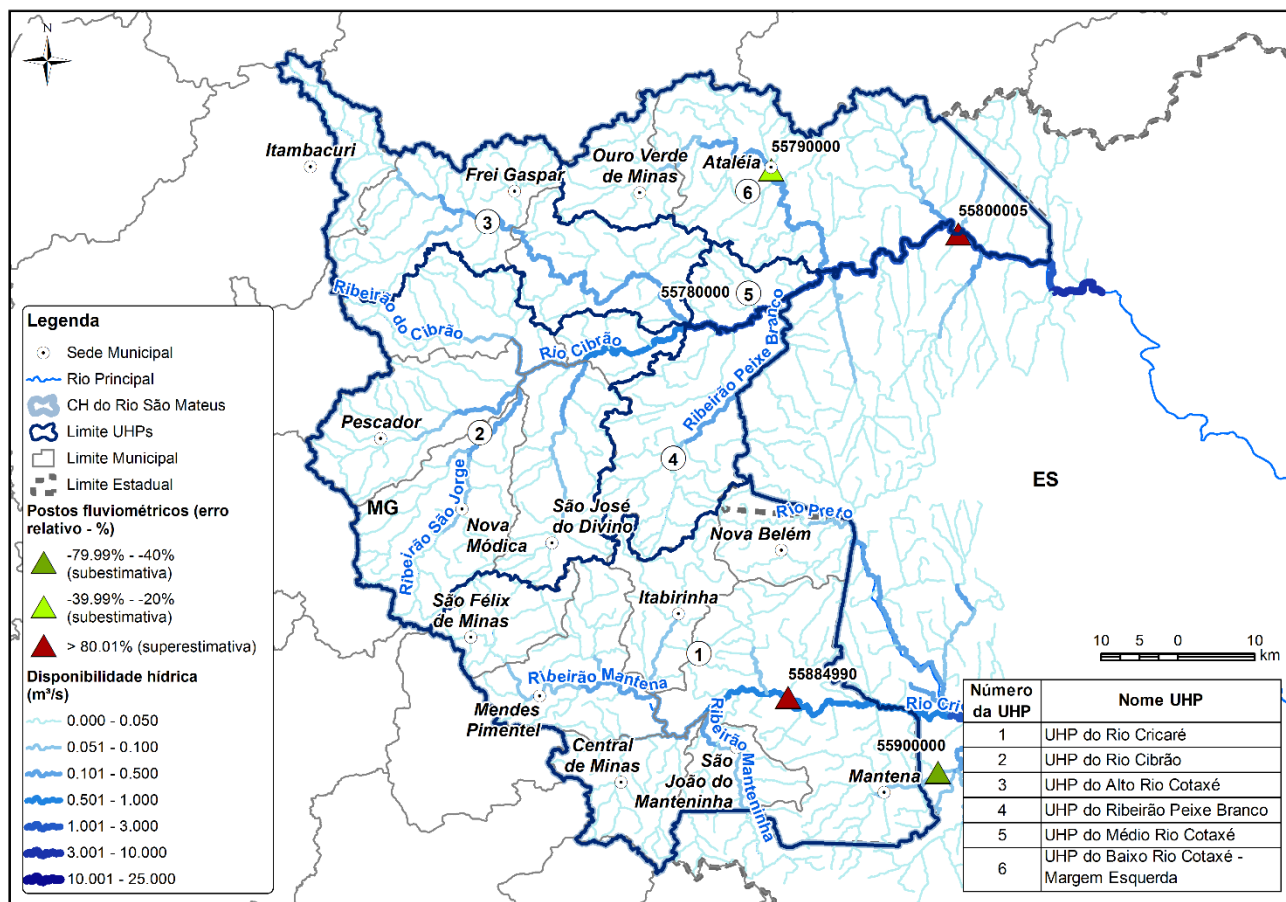 N
Itambacuri
Frei Gaspar
Ouro Verde
de Minas
Ataléia
55790000
6
55800005
3
55780000
5
Ribeirão do Cibrão
Rio Cibrão
Ribeirão Peixe Branco
Pescador
2
4
ES
MG
Ribeirão São Jorge
Nova
Módica
São José
do Divino
Rio Preto
Nova Belém
São Félix
de Minas
Itabirinha
1
10 5 0 10
km
Ribeirão Mantena
55884990
Mendes
Pimentel
Rio Cri
Central
de Minas
Ribeirão Manteninha
São
João do
Manteninha
55900000
Mantena
Legenda
Sede Municipal
Rio Principal
CH do Rio São Mateus
Limite UHPs
Limite Municipal
Limite Estadual
Postos fluviométricos (erro
relativo - %)
-79.99% - -40%
(subestimativa)
-39.99% - -20%
(subestimativa)
> 80.01% (superestimativa)
Disponibilidade hídrica
(m³/s)
0.000 - 0.050
0.051 - 0.100
0.101 - 0.500
0.501 - 1.000
1.001 - 3.000
3.001 - 10.000
10.001 - 25.000
Número
da UHP
Nome UHP
1 UHP do Rio Cricaré
2 UHP do Rio Cibrão
3 UHP do Alto Rio Cotaxé
4 UHP do Ribeirão Peixe Branco
5 UHP do Médio Rio Cotaxé
6 UHP do Baixo Rio Cotaxé -
Margem Esquerda